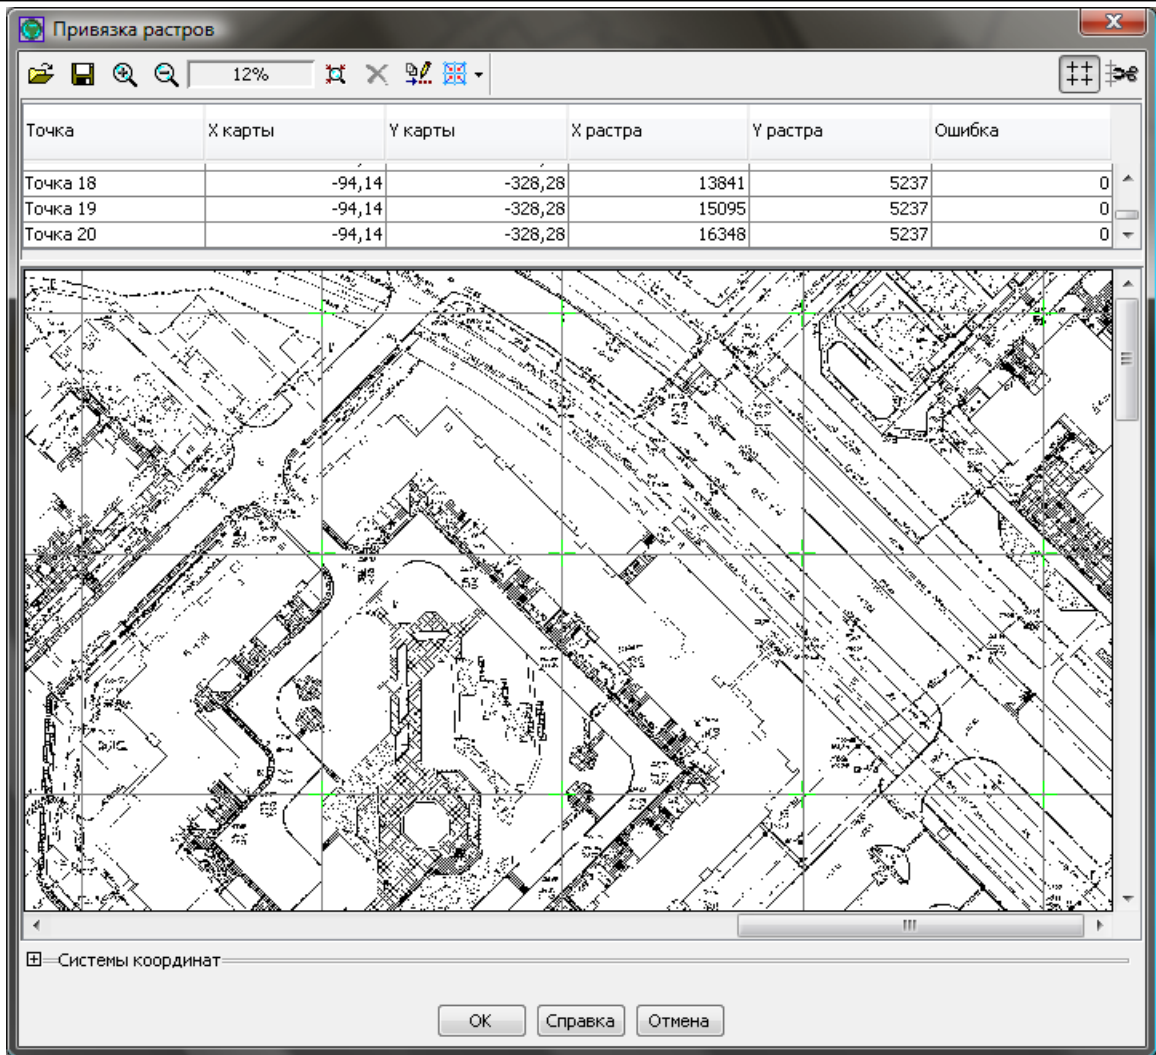 Привязка растров
12%
Точка X карты Y карты X растра Y растра Ошибка
Точка 18 -94,14 -328,28 13841 5237 0
Точка 19 -94,14 -328,28 15095 5237 0
Точка 20 -94,14 -328,28 16348 5237 0
Системы координат
OK Справка Отмена